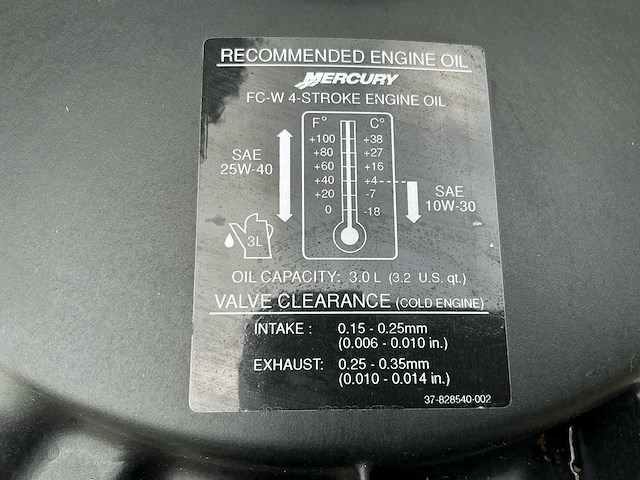 RECOMMENDED ENGINE OIL
MERCURY
FC-W 4-STROKE ENGINE OIL
F° C°
+100 +38
+80 +27
+60 +16
+40 +4
+20 -7
0 -18
SAE
25W-40
SAE
10W-30
3L
OIL CAPACITY: 3.0 L (3.2 U.S. qt.)
VALVE CLEARANCE (COLD ENGINE)
INTAKE : 0.15 - 0.25mm
(0.006 - 0.010 in.)
EXHAUST: 0.25 - 0.35mm
(0.010 - 0.014 in.)
37-828540-002